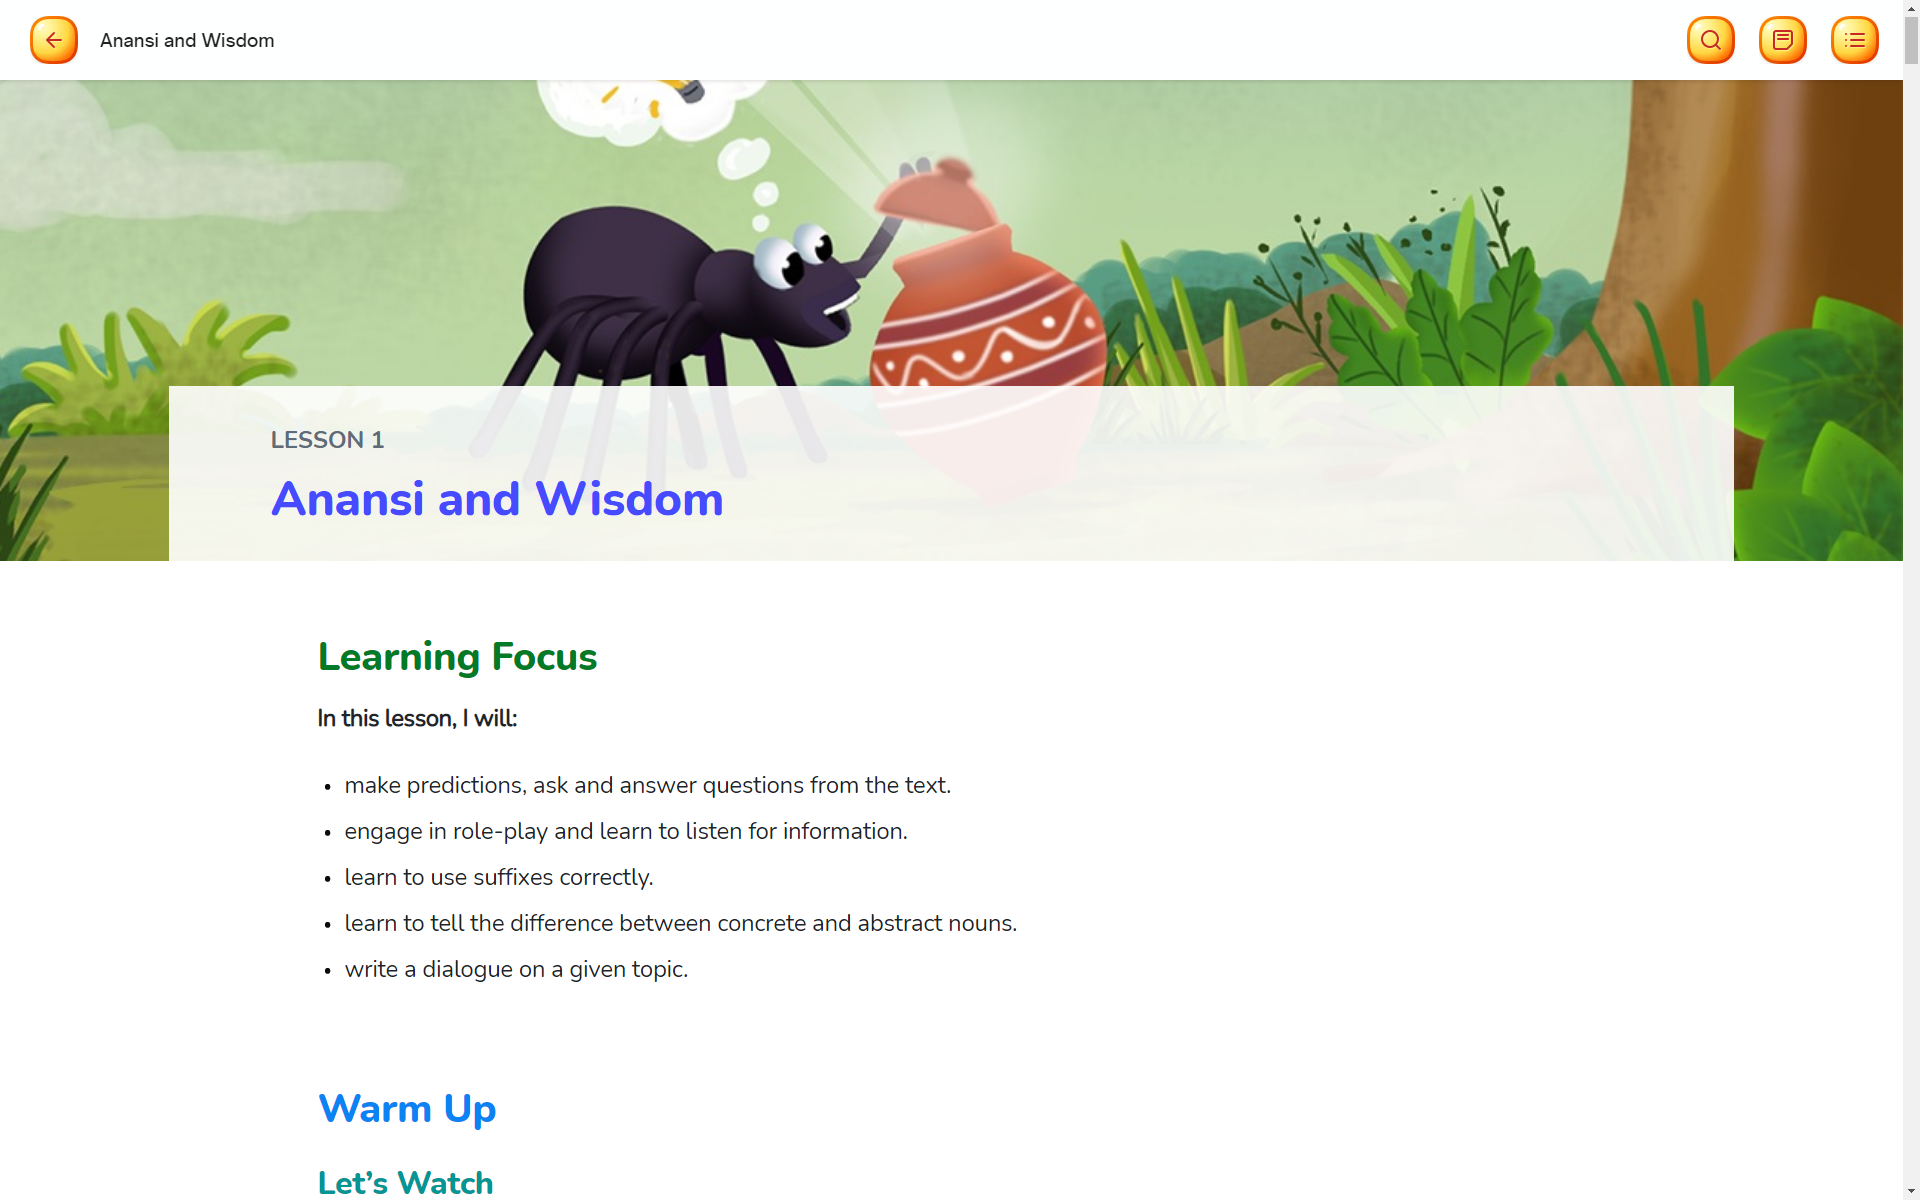 Anansi and Wisdom
LESSON 1
Anansi and Wisdom
Learning Focus
In this lesson, I will:
• make predictions, ask and answer questions from the text.
• engage in role-play and learn to listen for information.
• learn to use suffixes correctly.
• learn to tell the difference between concrete and abstract nouns.
• write a dialogue on a given topic.
Warm Up
Let’s Watch